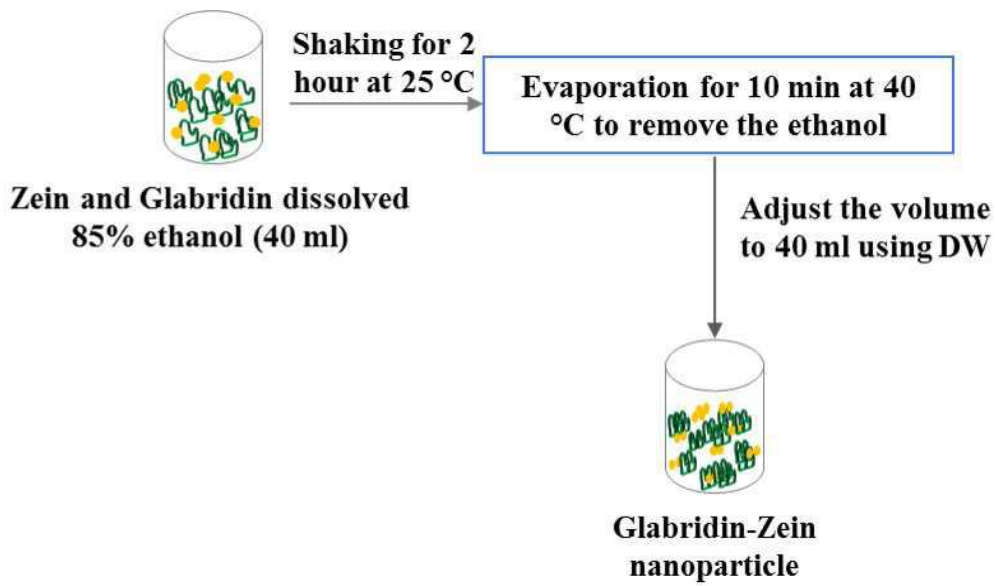 Shaking for 2
hour at 25 °C
Evaporation for 10 min at 40
°C to remove the ethanol
Zein and Glabridin dissolved
85% ethanol (40 ml)
Adjust the volume
to 40 ml using DW
Glabridin-Zein
nanoparticle